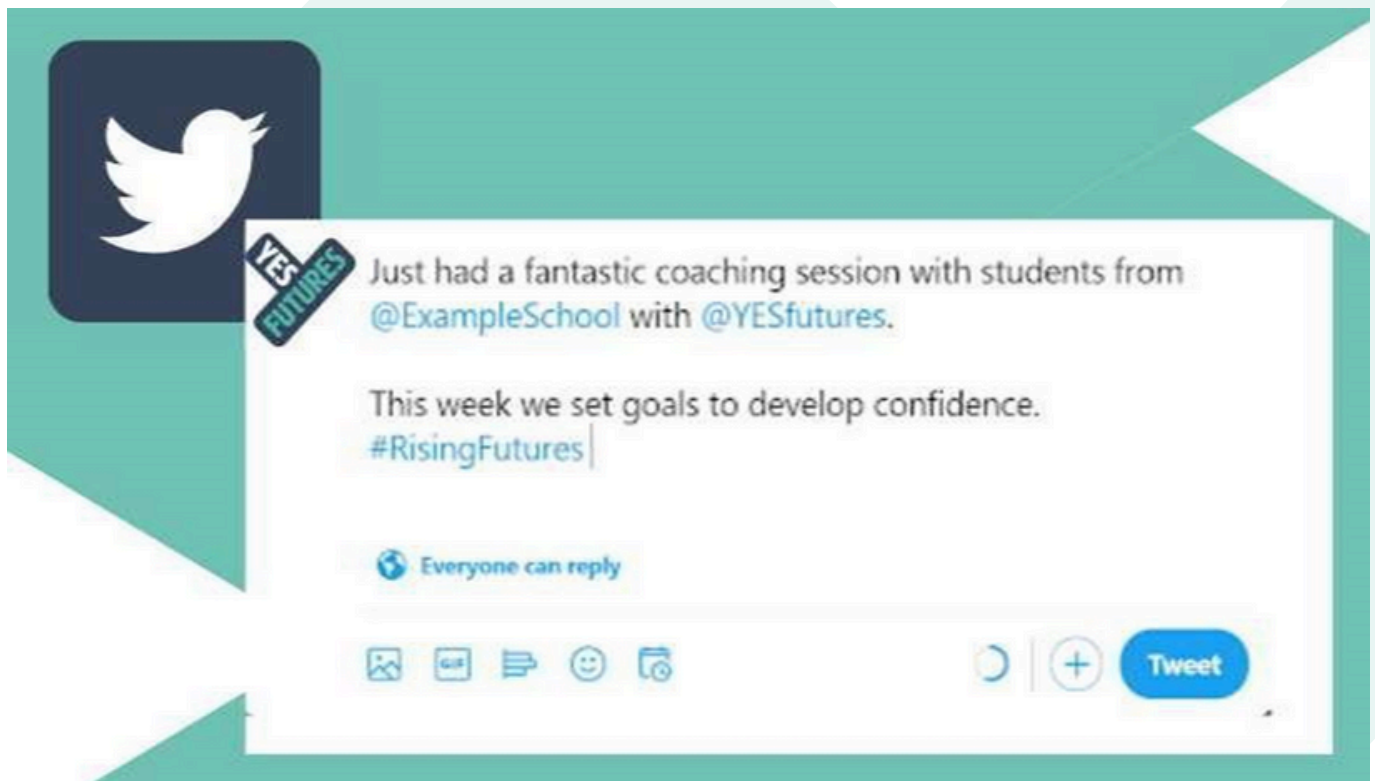 YES
FUTURES
Just had a fantastic coaching session with students from
@ExampleSchool with @YESfutures.
This week we set goals to develop confidence.
#RisingFutures
Everyone can reply
GIF
Tweet